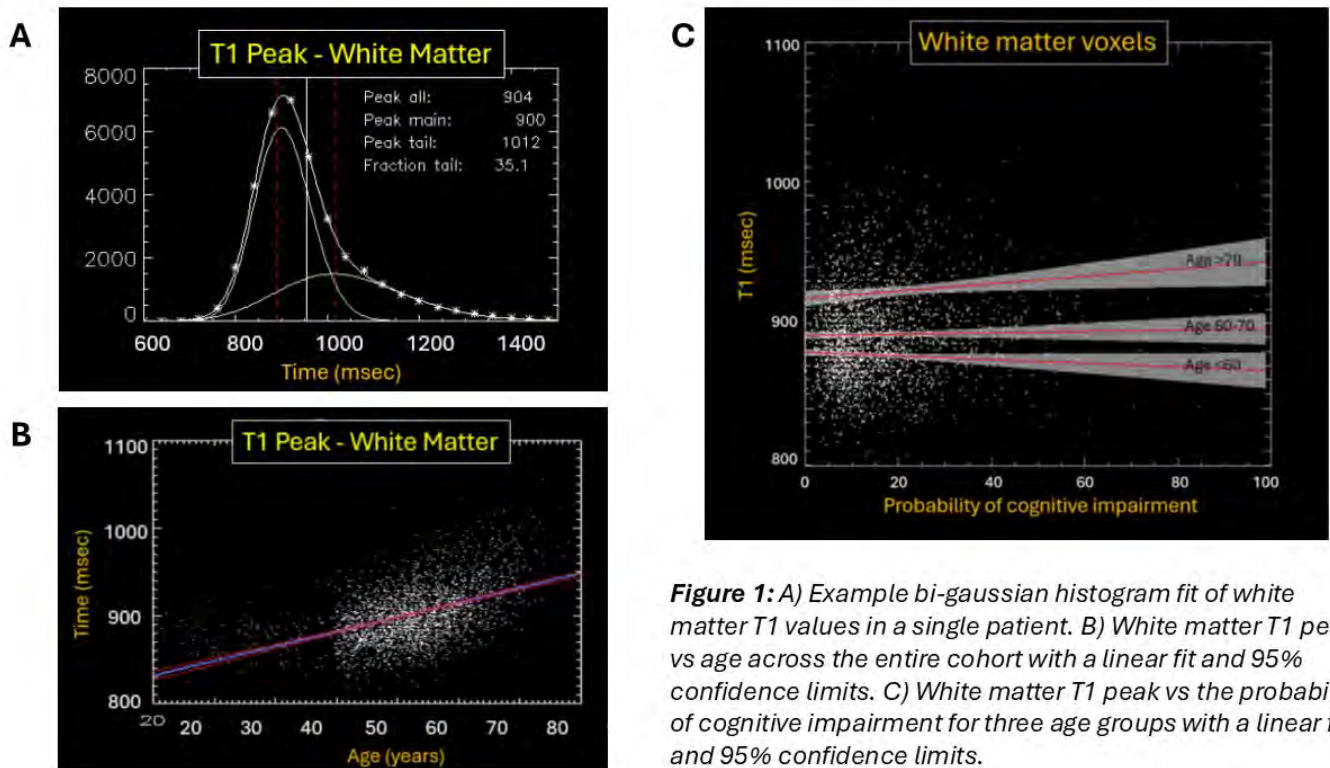 A
T1 Peak - White Matter
8000
6000
4000
2000
0
Peak all: 904
Peak main: 900
Peak tail: 1012
Fraction tail: 35.1
600 800 1000 1200 1400
Time (msec)
B
T1 Peak - White Matter
1100
1000
900
800
Time (msec)
20 20 30 40 50 60 70 80
Age (years)
C
White matter voxels
1100
1000
900
800
T1 (msec)
Age >70
Age 60-70
Age <60
0 20 40 60 80 100
Probability of cognitive impairment
Figure 1: A) Example bi-gaussian histogram fit of white
matter T1 values in a single patient. B) White matter T1 pe
vs age across the entire cohort with a linear fit and 95%
confidence limits. C) White matter T1 peak vs the probabi
of cognitive impairment for three age groups with a linear f
and 95% confidence limits.